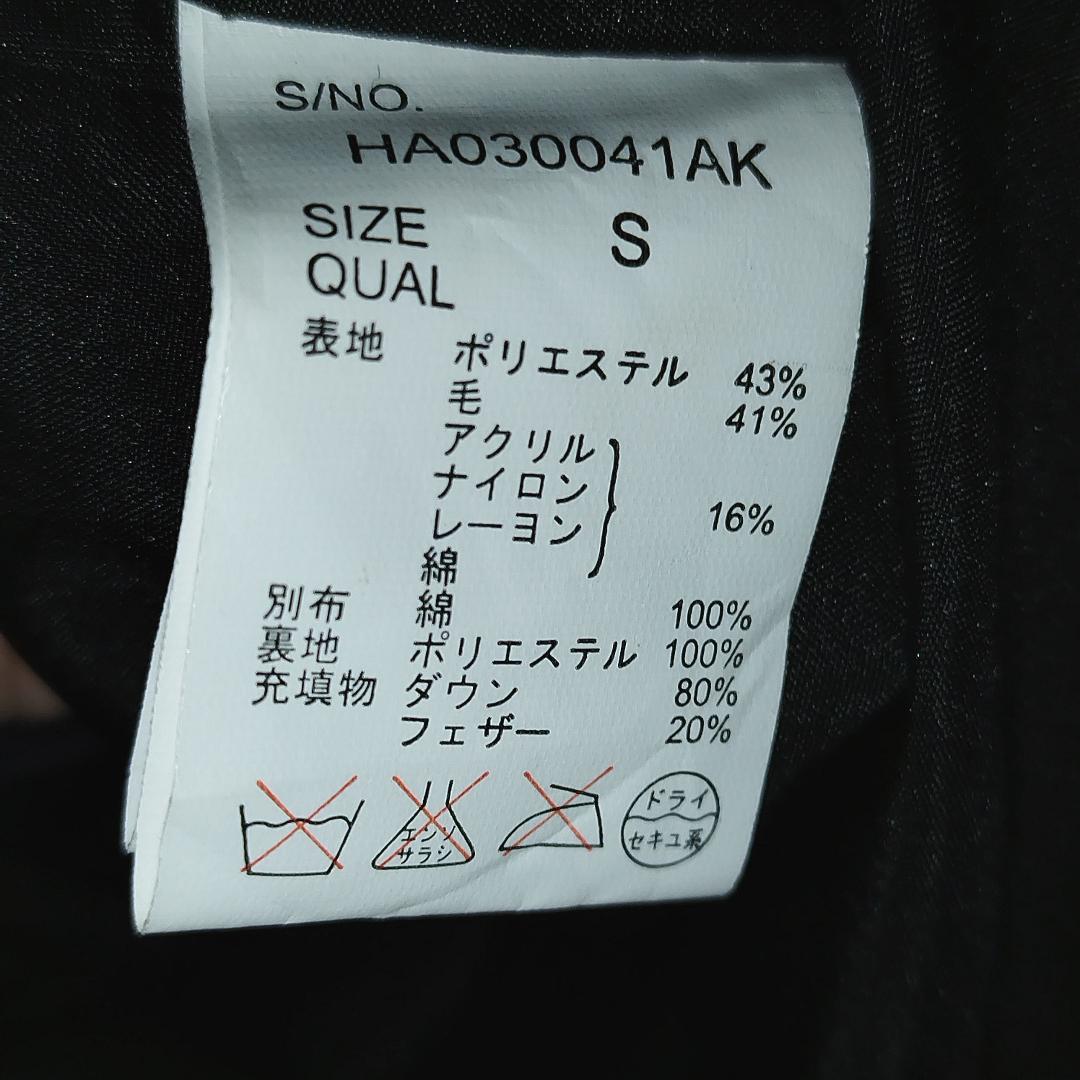 S/NO.
HA030041AK
SIZE S
QUAL
表地 ポリエステル 43%
毛 41%
アクリル
ナイロン
レーヨン 16%
綿
別布 綿 100%
裏地 ポリエステル 100%
充填物 ダウン 80%
フェザー 20%
エンソ
サラシ
ドライ
セキユ系